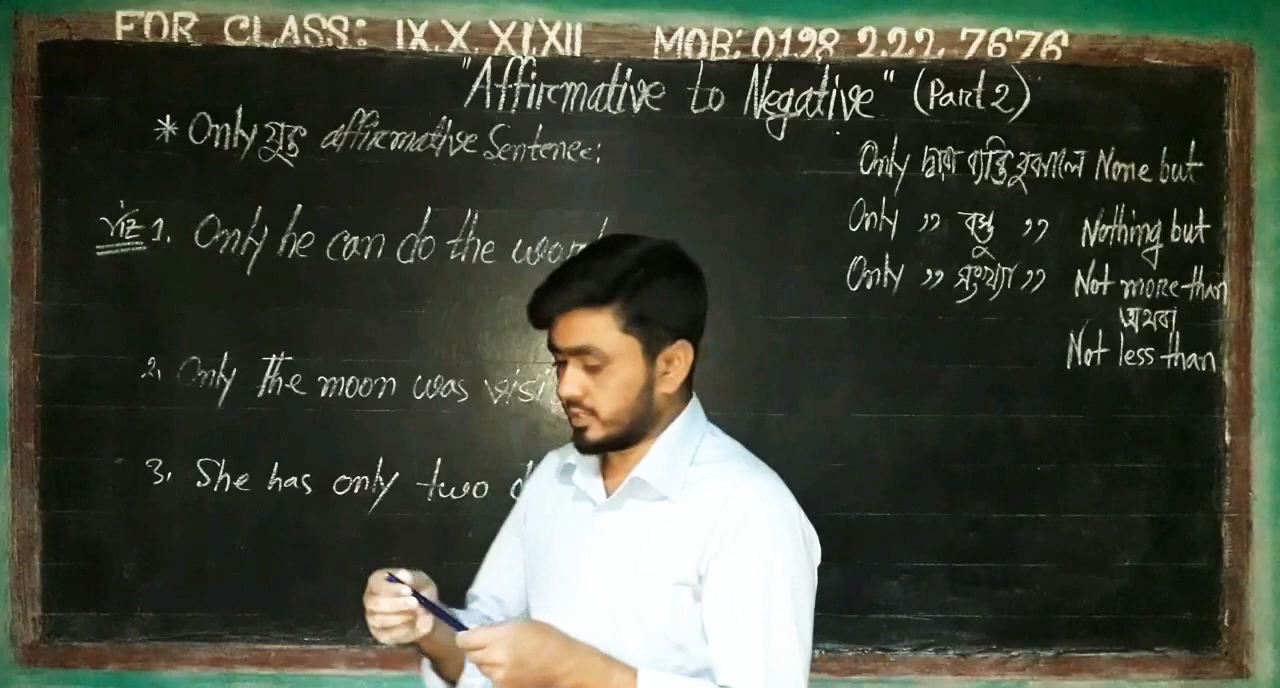 FOR CLASS: IX.X.XI.XII MOB: 0198 222 7676
"Affirmative to Negative" (Part 2)
* Only যুক্ত affirmative Sentence:
Viz 1. Only he can do the
2. Only The moon was
3. She has only two
Only দ্বারা ব্যক্তি বুঝালে None but
Only ,, বস্তু ,, Nothing but
Only ,, সংখ্যা ,, Not more than
অথবা
Not less than